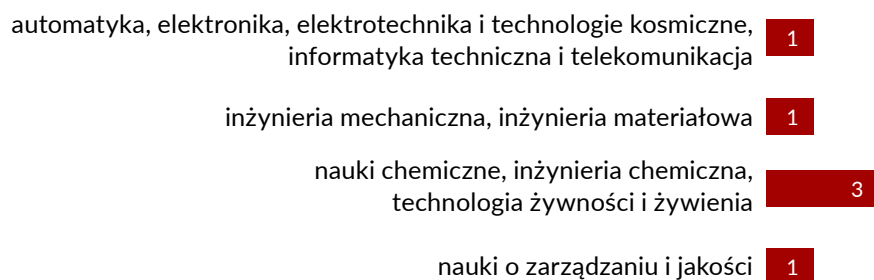 automatyka, elektronika, elektrotechnika i technologie kosmiczne,
informatyka techniczna i telekomunikacja
1
inżynieria mechaniczna, inżynieria materiałowa
1
nauki chemiczne, inżynieria chemiczna,
technologia żywności i żywienia
3
nauki o zarządzaniu i jakości
1